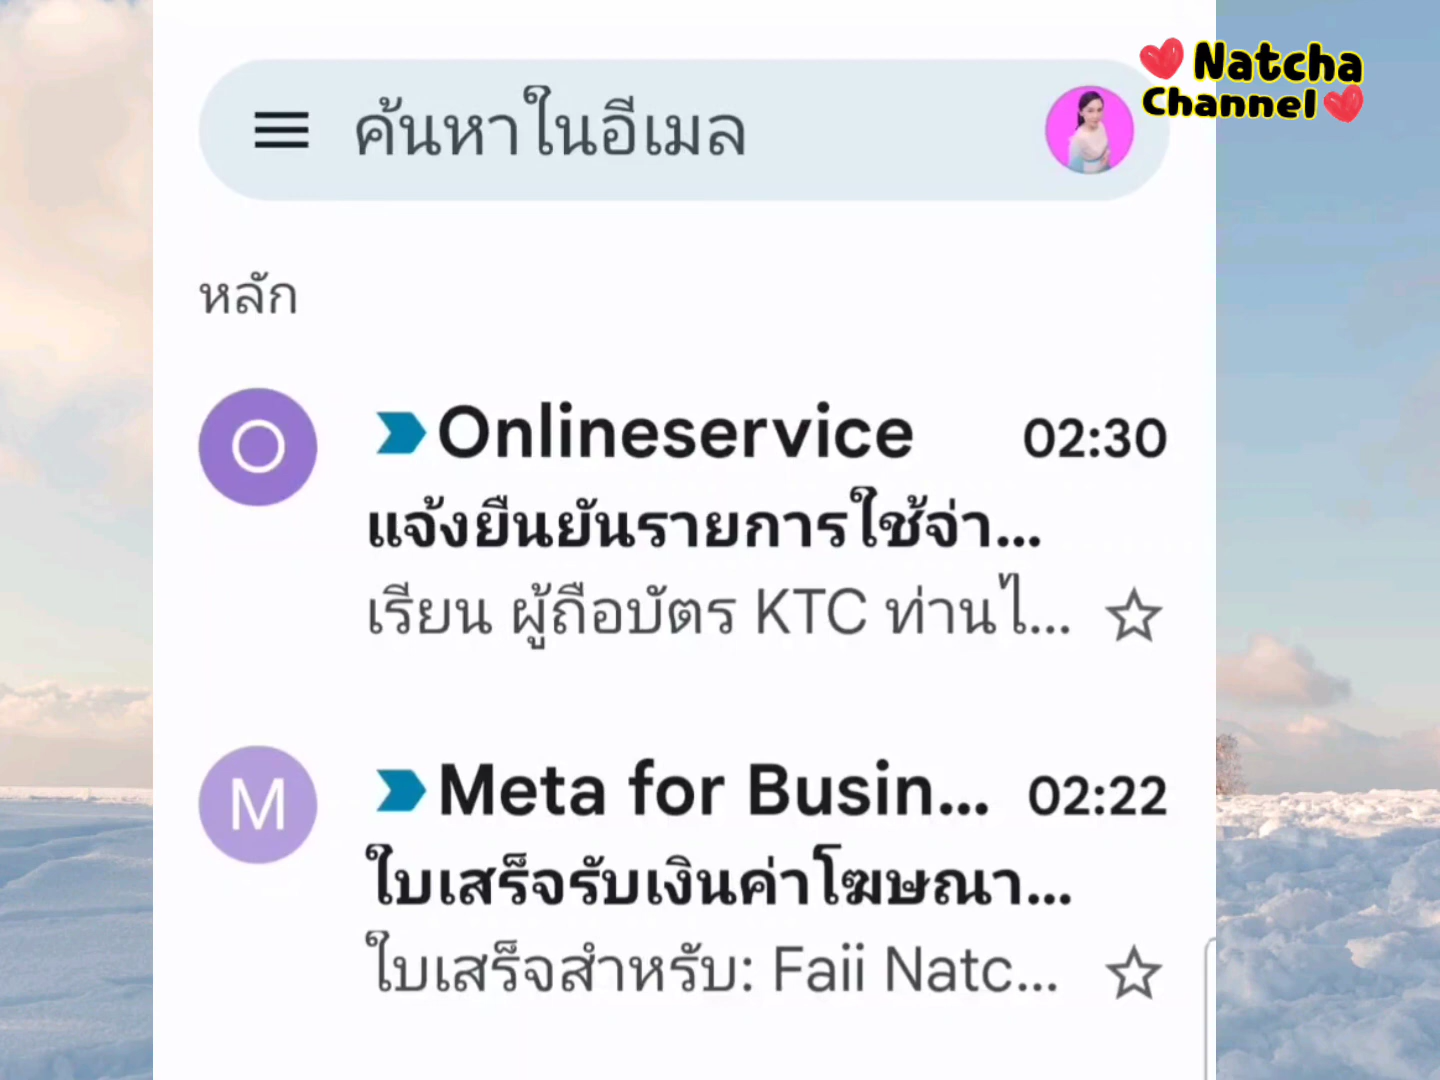 Natcha
Channel
ค้นหาในอีเมล
หลัก
O
Onlineservice 02:30
แจ้งยืนยันรายการใช้จ่า...
เรียน ผู้ถือบัตร KTC ท่านไ...
M
Meta for Busin... 02:22
ใบเสร็จรับเงินค่าโฆษณา...
ใบเสร็จสำหรับ: Faii Natc...